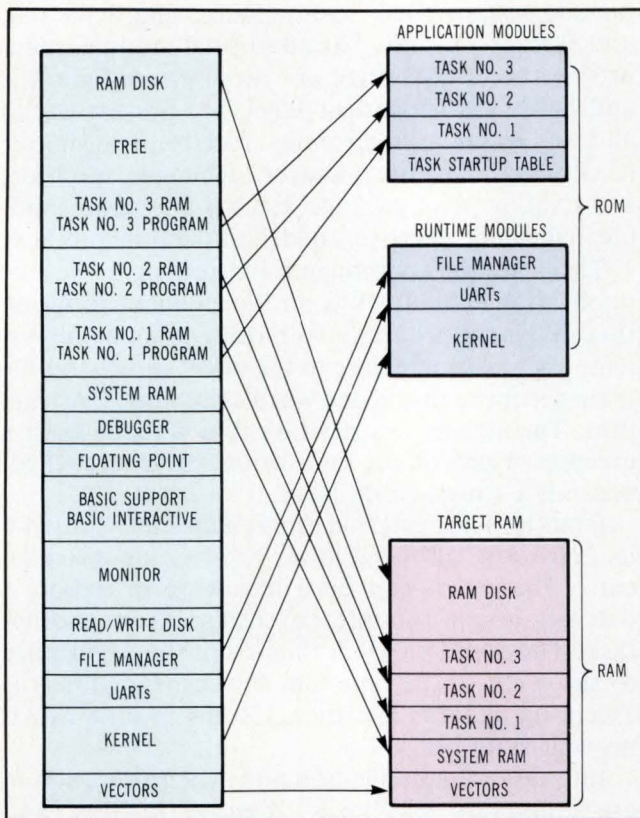 RAM DISK
FREE
TASK NO. 3 RAM
TASK NO. 3 PROGRAM
TASK NO. 2 RAM
TASK NO. 2 PROGRAM
TASK NO. 1 RAM
TASK NO. 1 PROGRAM
SYSTEM RAM
DEBUGGER
FLOATING POINT
BASIC SUPPORT
BASIC INTERACTIVE
MONITOR
READ/WRITE DISK
FILE MANAGER
UARTs
KERNEL
VECTORS
APPLICATION MODULES
TASK NO. 3
TASK NO. 2
TASK NO. 1
TASK STARTUP TABLE
ROM
RUNTIME MODULES
FILE MANAGER
UARTs
KERNEL
TARGET RAM
RAM DISK
TASK NO. 3
TASK NO. 2
TASK NO. 1
SYSTEM RAM
VECTORS
RAM